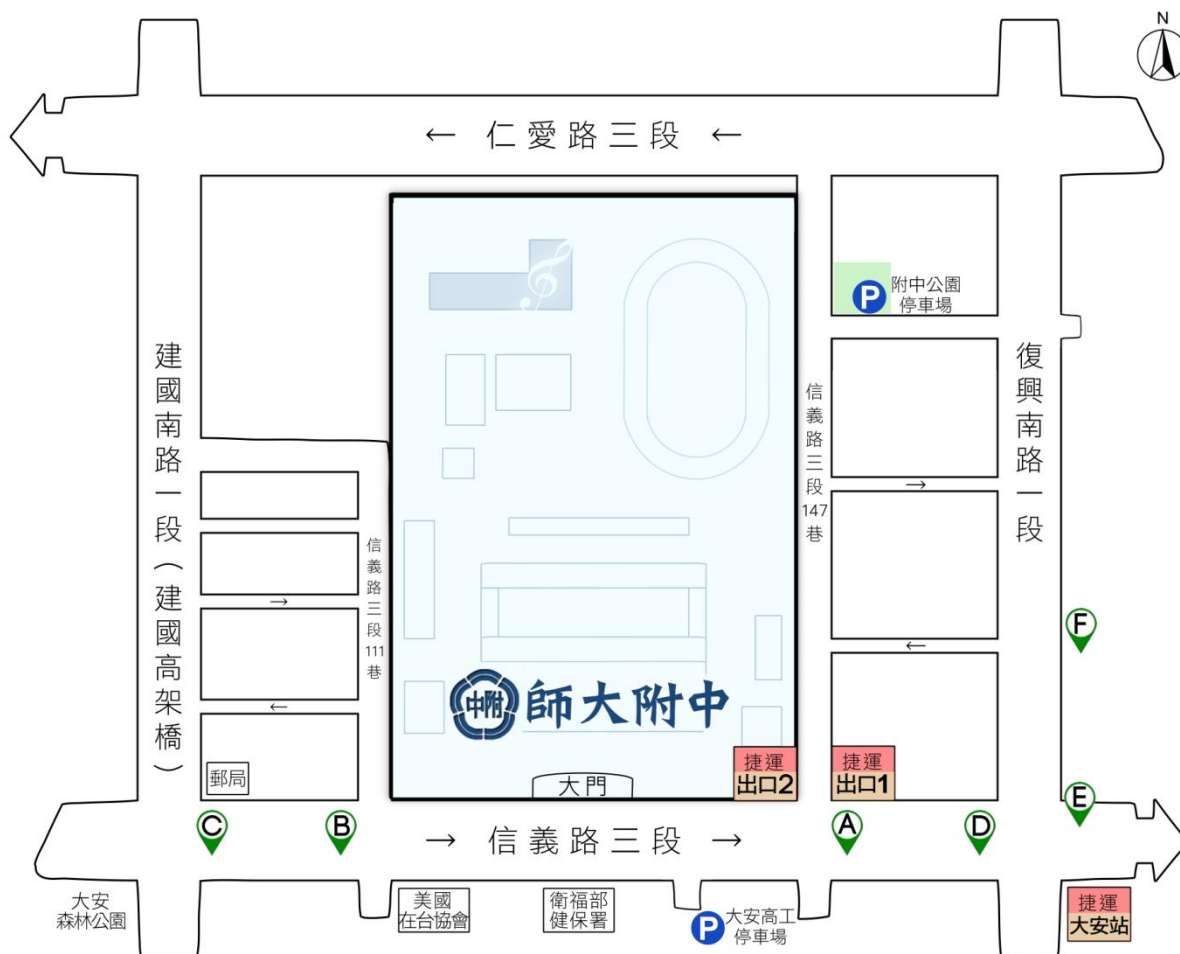 N
← 仁愛路三段 ←
附中公園
停車場
P
建國南路一段(建國高架橋)
復興南路一段
信義路三段147巷
→
信義路三段111巷
→
F
←
←
附中 師大附中
郵局
捷運
出口2
捷運
出口1
大門
E
C
B
→ 信義路三段 →
A
D
大安
森林公園
美國
在台協會
衛福部
健保署
P
大安高工
停車場
捷運
大安站